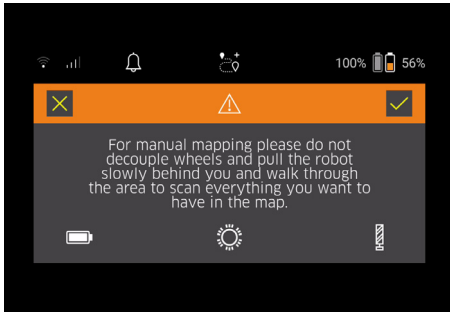 100% 56%
For manual mapping please do not
decouple wheels and pull the robot
slowly behind you and walk through
the area to scan everything you want to
have in the map.